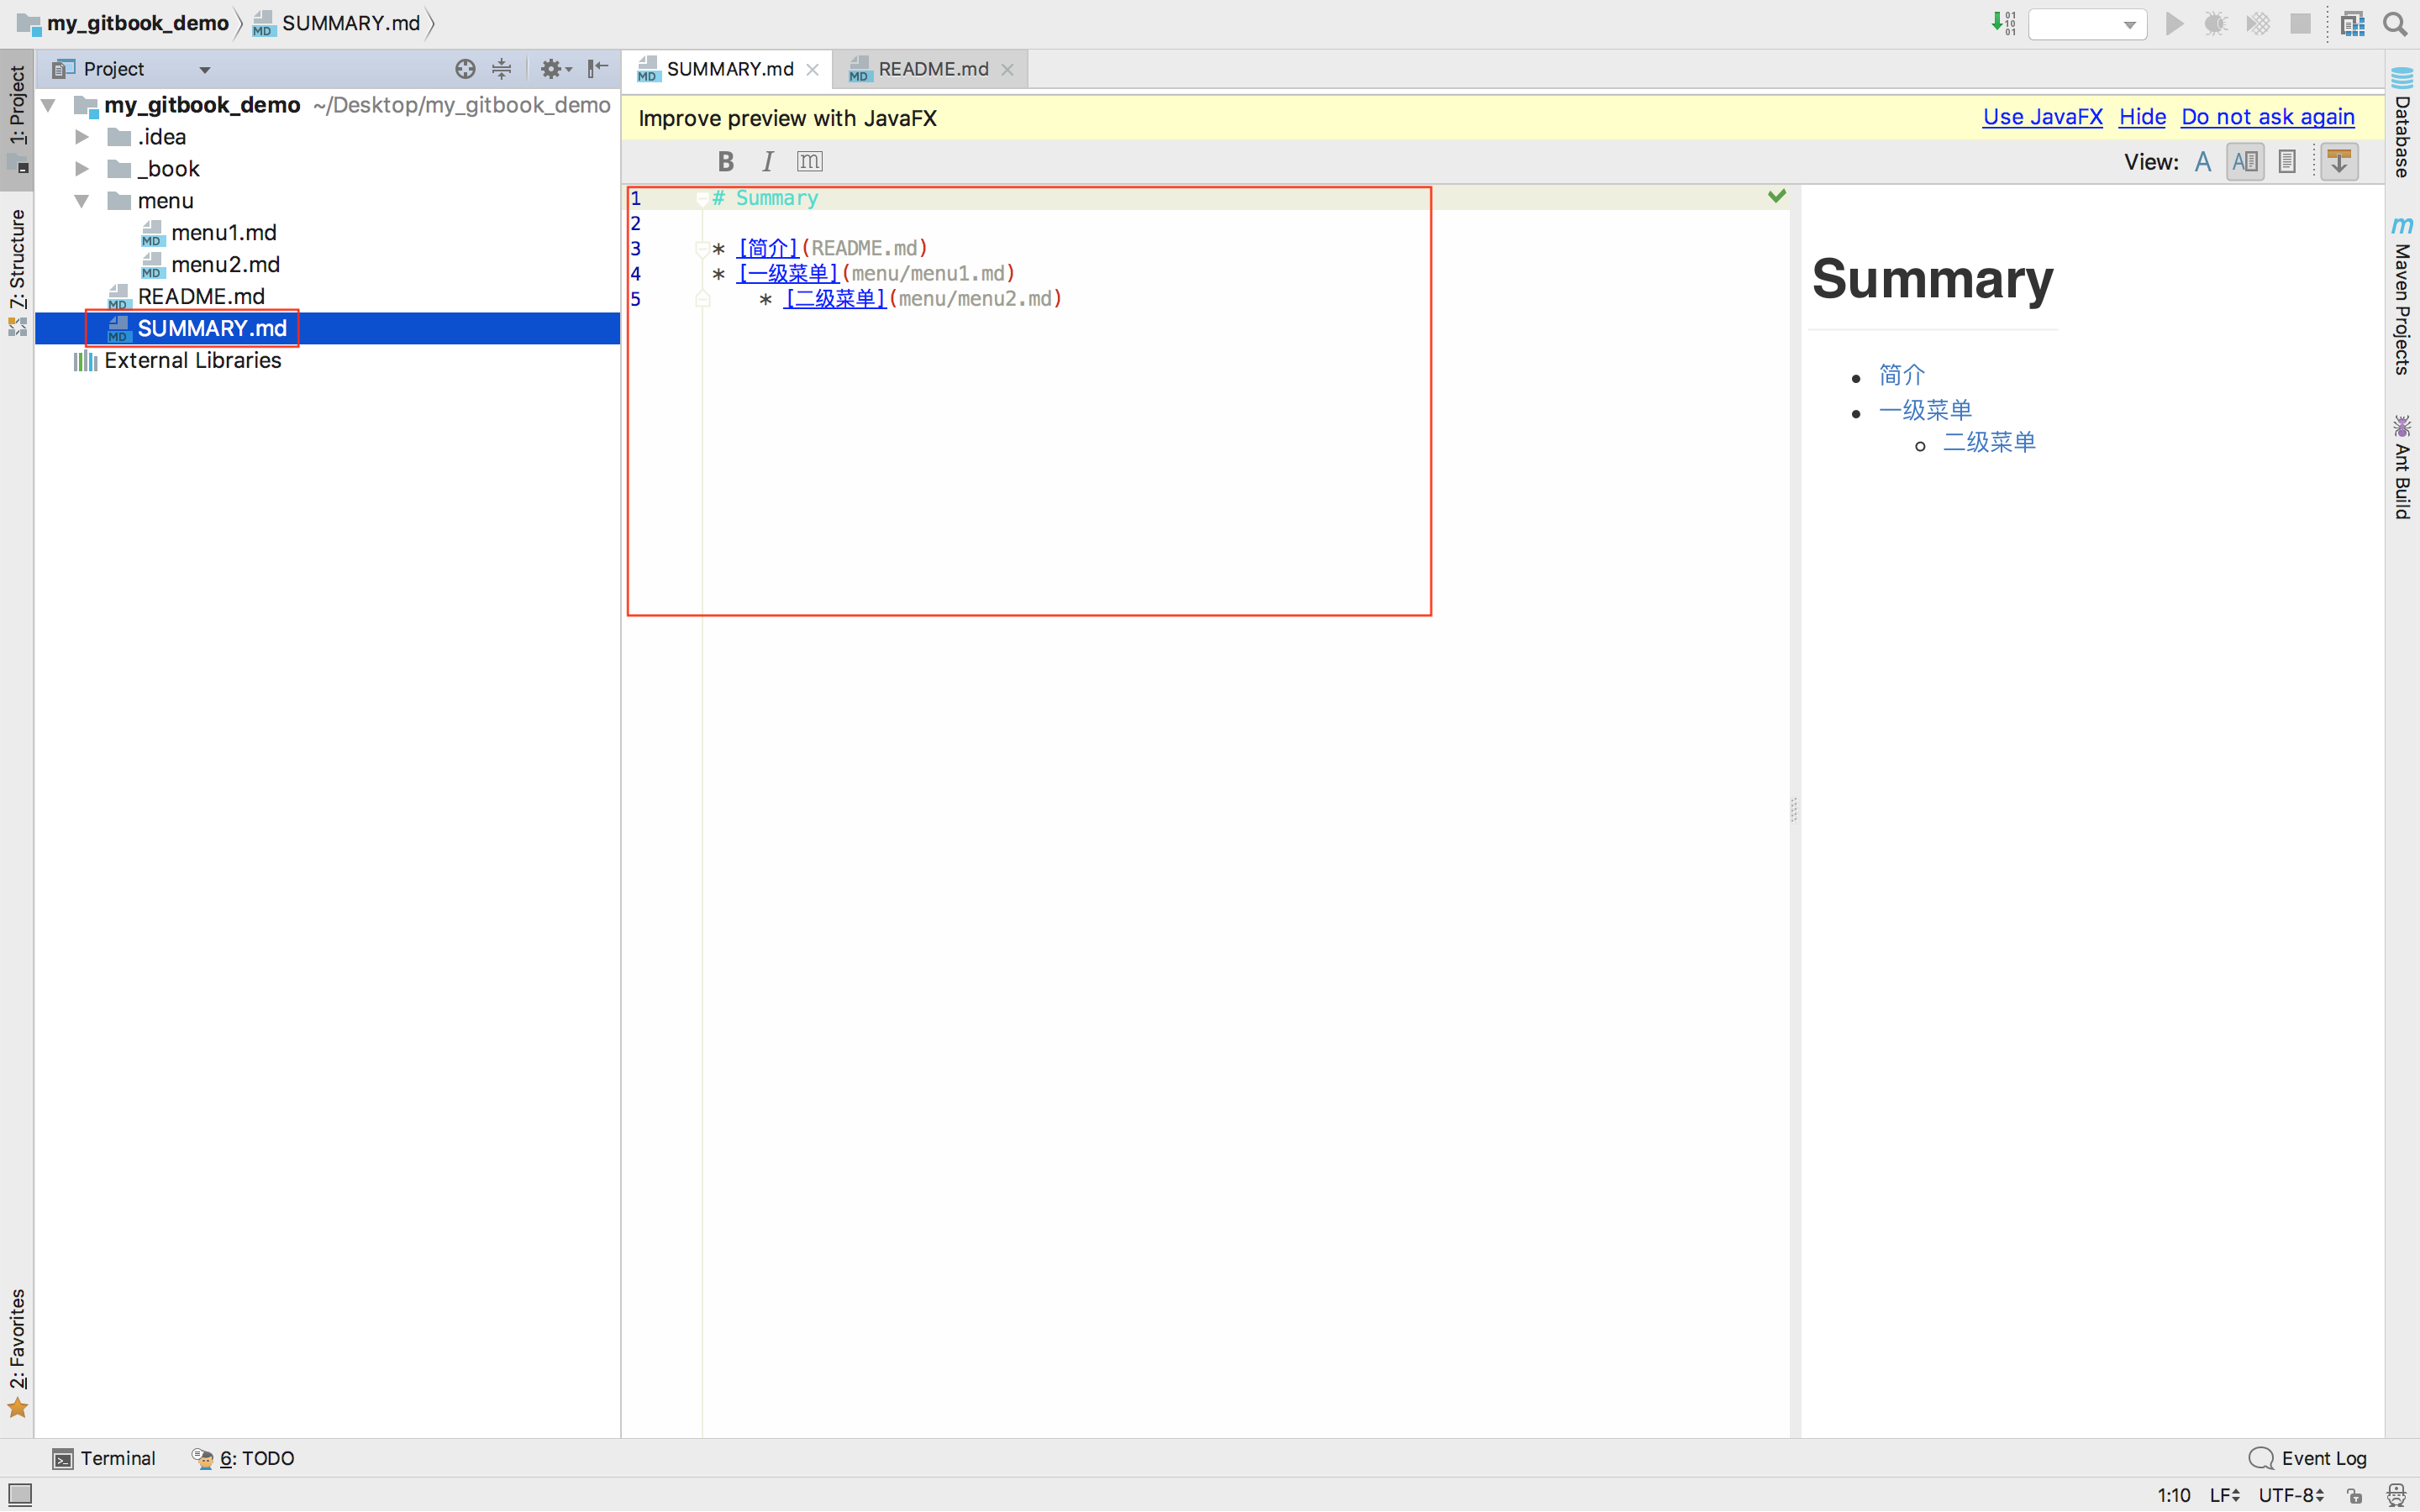 my_gitbook_demo SUMMARY.md
1: Project
7: Structure
2: Favorites
Project
my_gitbook_demo ~/Desktop/my_gitbook_demo
.idea
_book
menu
menu1.md
menu2.md
README.md
SUMMARY.md
External Libraries
SUMMARY.md README.md
Improve preview with JavaFX Use JavaFX Hide Do not ask again
B I m View: A A
1 # Summary
2
3 * [简介](README.md)
4 * [一级菜单](menu/menu1.md)
5 * [二级菜单](menu/menu2.md)
Summary
简介
一级菜单
二级菜单
Database
m Maven Projects
Ant Build
Terminal 6: TODO Event Log
1:10 LF UTF-8